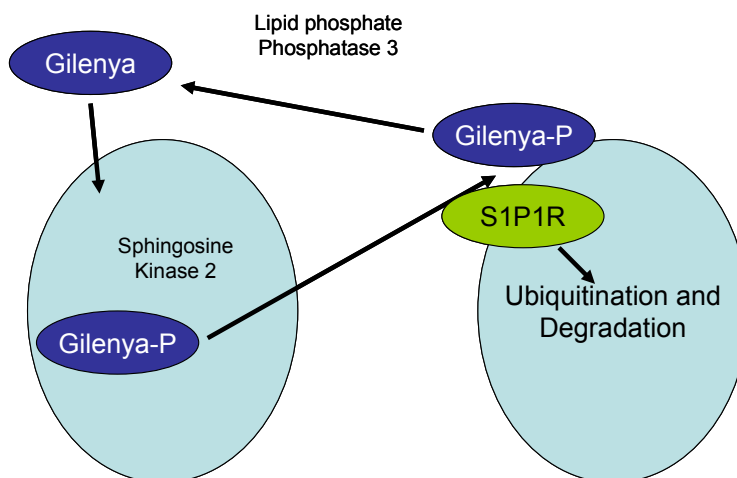 Lipid phosphate
Phosphatase 3
Gilenya
Gilenya-P
S1P1R
Sphingosine
Kinase 2
Ubiquitination and
Degradation
Gilenya-P